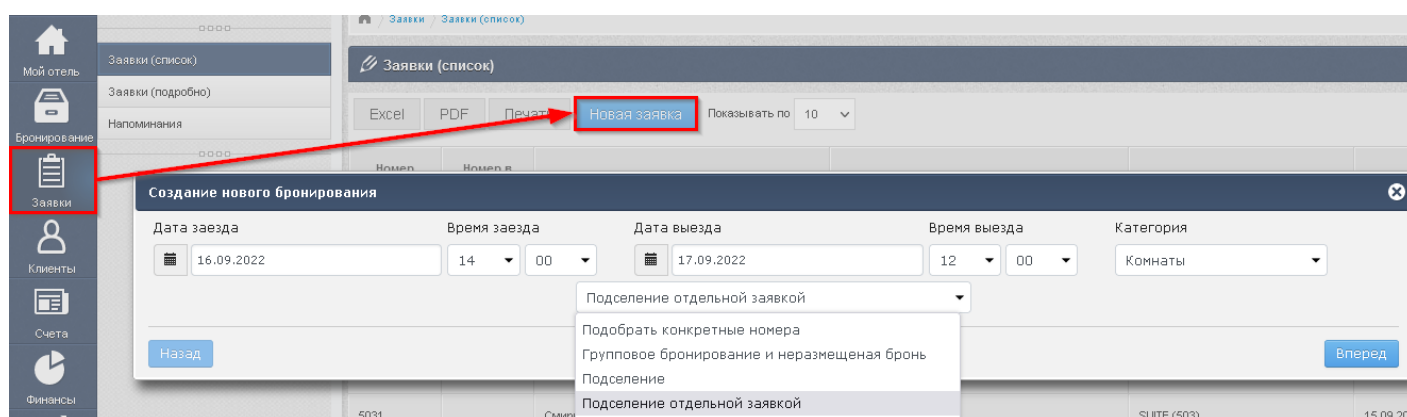 Заявки / Заявки (список)
Мой отель
Бронирование
Заявки
Клиенты
Счета
Финансы
Заявки (список)
Заявки (подробно)
Напоминания
Заявки (список)
Excel PDF Печать Новая заявка Показывать по 10
Номер Номер в
Создание нового бронирования
Дата заезда Время заезда Дата выезда Время выезда Категория
16.09.2022 14 00 17.09.2022 12 00 Комнаты
Подселение отдельной заявкой
Подобрать конкретные номера
Групповое бронирование и неразмещеная бронь
Подселение
Подселение отдельной заявкой
Назад Вперед
5031 SUITE (503) 15.09.20